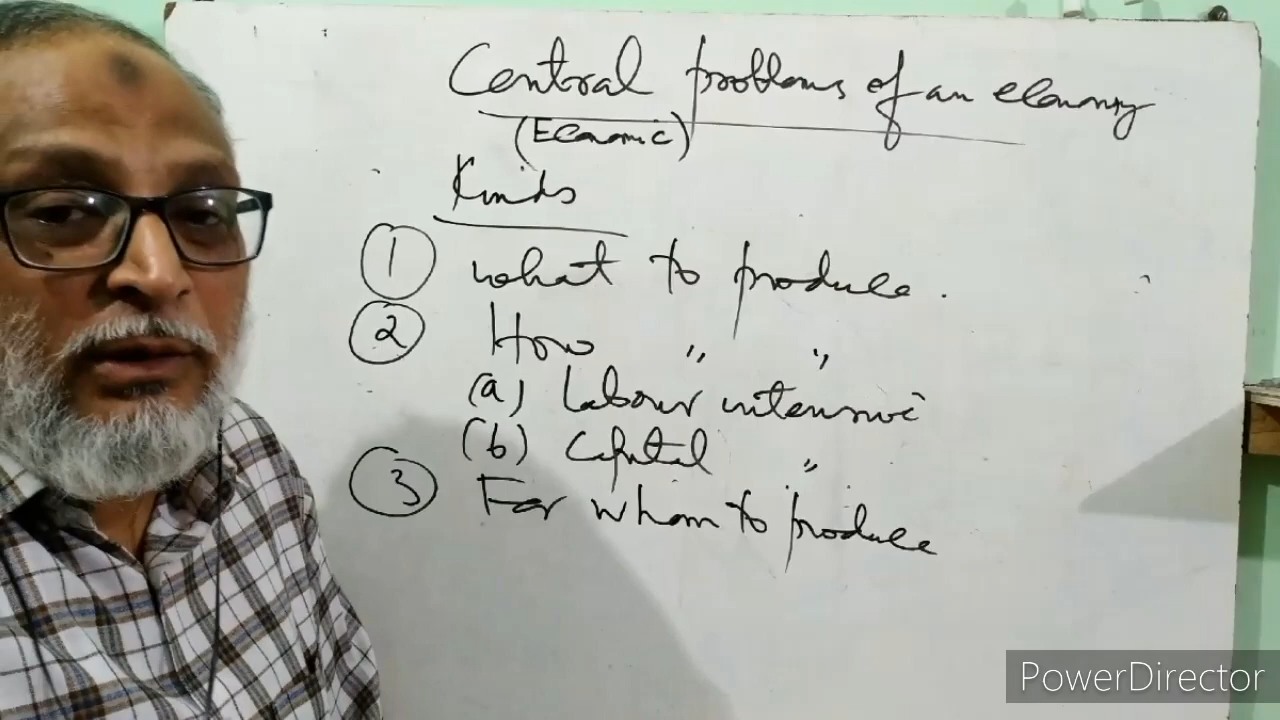 Central problems of an economy
(Economic)
Kinds
1 what to produce.
2 How " "
(a) Labour intensive
(b) Capital "
3 For whom to produce
PowerDirector